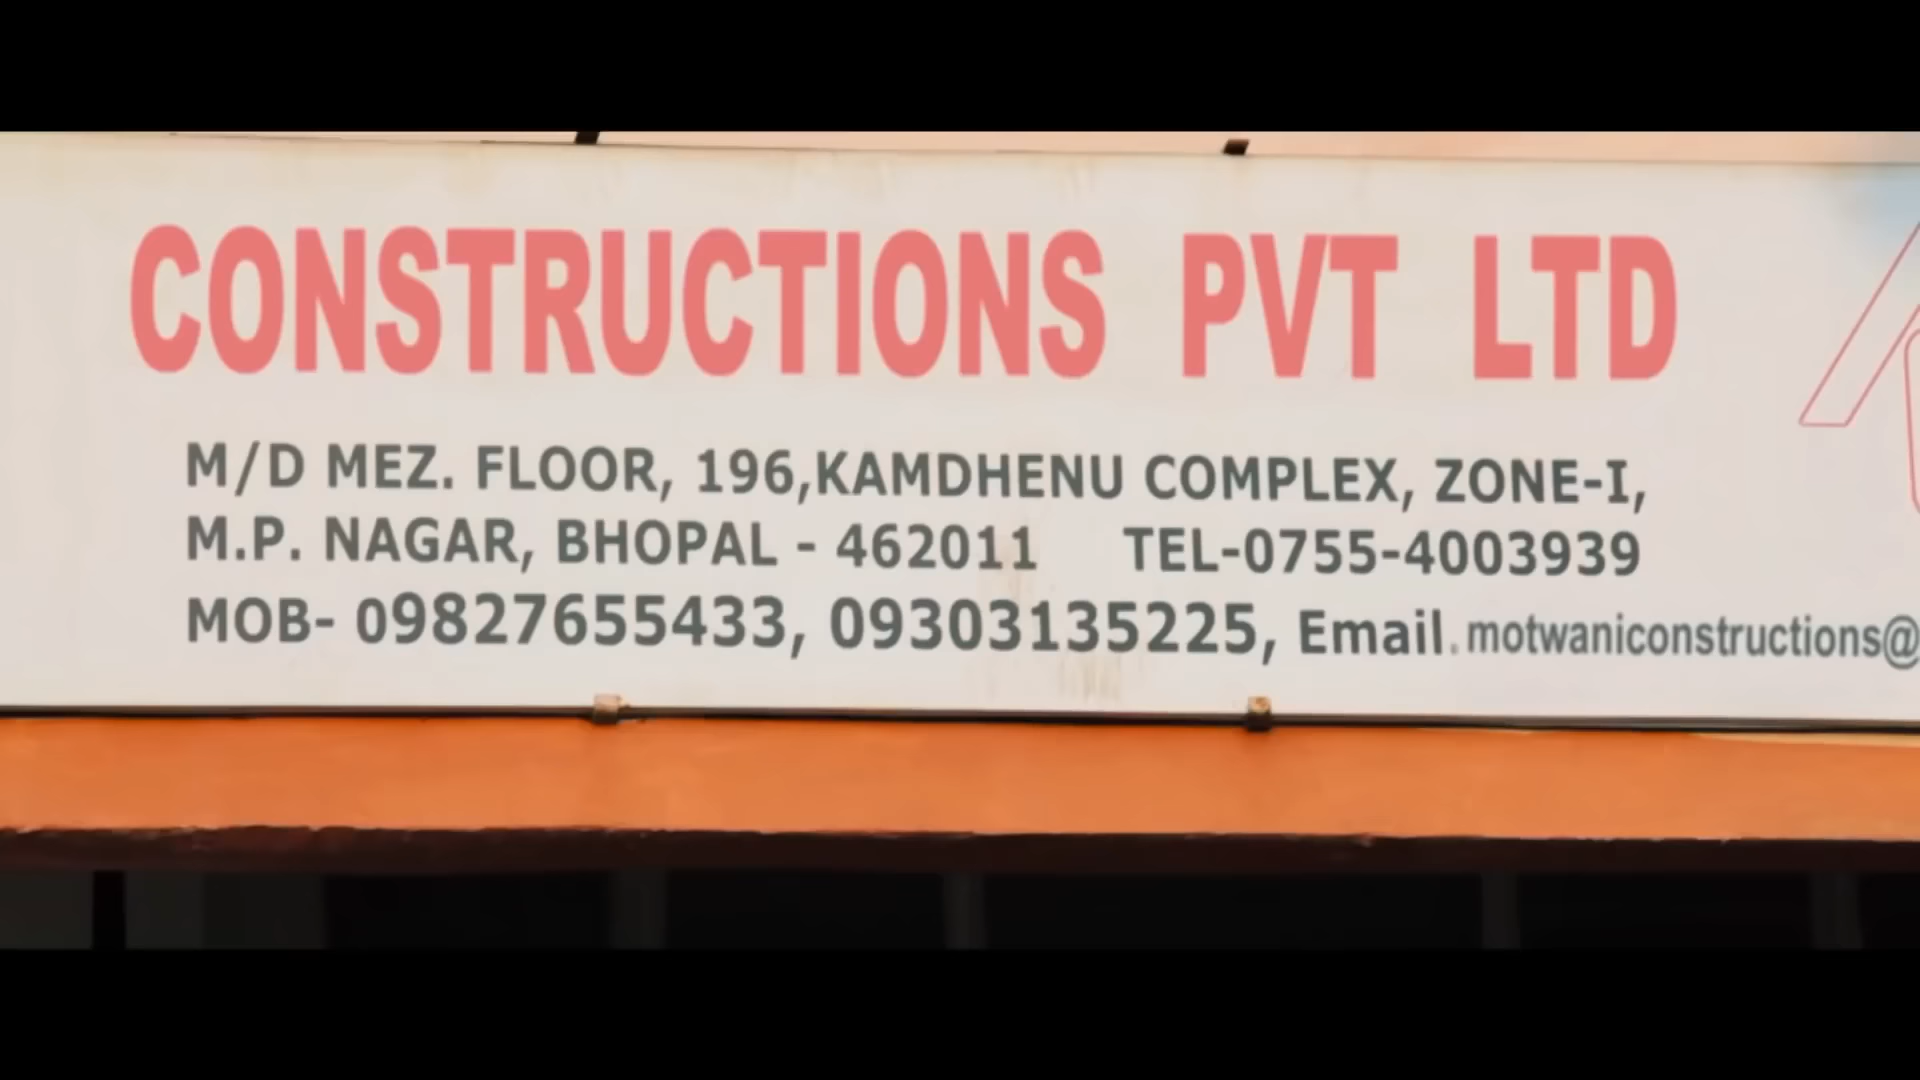 CONSTRUCTIONS PVT LTD
M/D MEZ. FLOOR, 196,KAMDHENU COMPLEX, ZONE-I,
M.P. NAGAR, BHOPAL - 462011 TEL-0755-4003939
MOB- 09827655433, 09303135225, Email. motwaniconstructions@